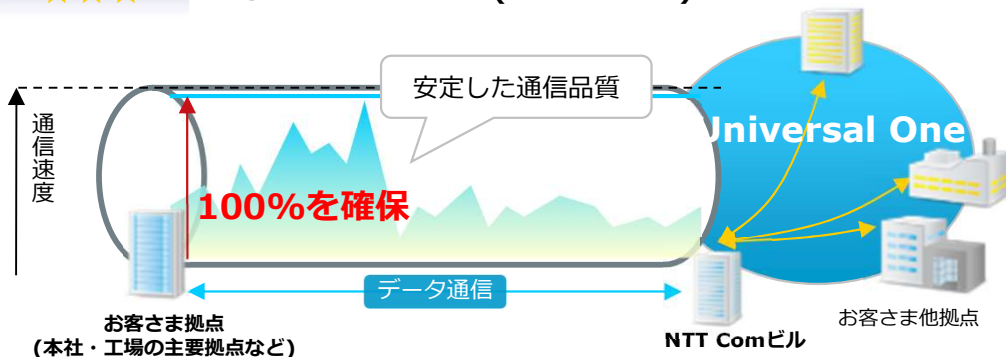 安定した通信品質
通信速度
Universal One
100%を確保
データ通信
お客さま拠点
(本社・工場の主要拠点など)
NTT Comビル
お客さま他拠点